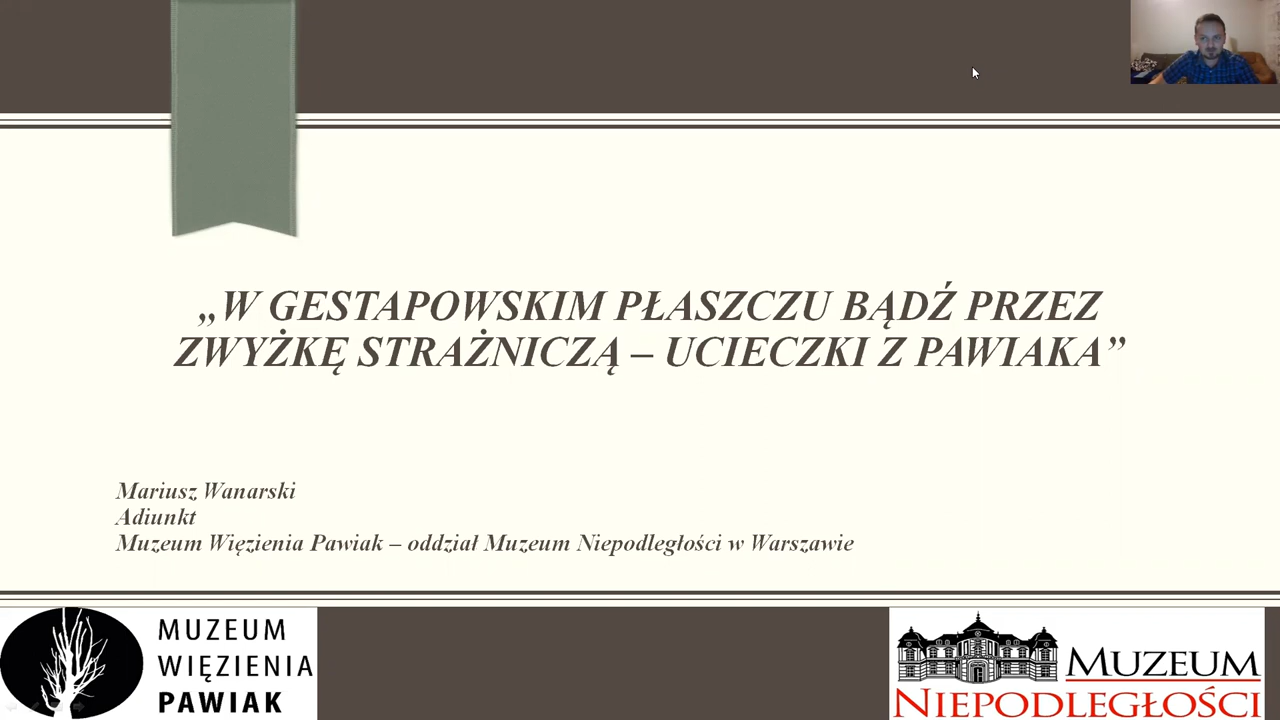 „W GESTAPOWSKIM PŁASZCZU BĄDŹ PRZEZ
ZWYŻKĘ STRAŻNICZĄ – UCIECZKI Z PAWIAKA”
Mariusz Wanarski
Adiunkt
Muzeum Więzienia Pawiak – oddział Muzeum Niepodległości w Warszawie
MUZEUM
WIĘZIENIA
PAWIAK
MUZEUM
NIEPODLEGŁOŚCI